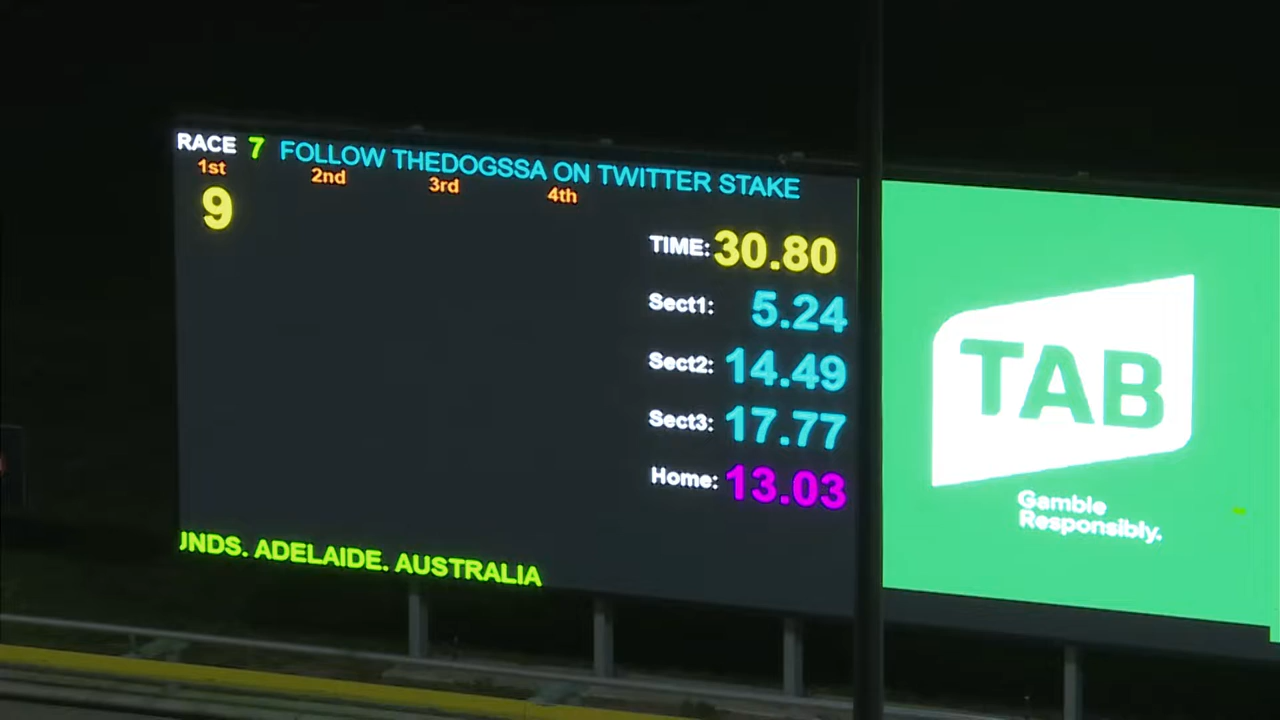 RACE 7 FOLLOW THEDOGSSA ON TWITTER STAKE
1st 2nd 3rd 4th
9
TIME: 30.80
Sect1: 5.24
Sect2: 14.49
Sect3: 17.77
Home: 13.03
ADELAIDE. AUSTRALIA
TAB
Gamble
Responsibly.